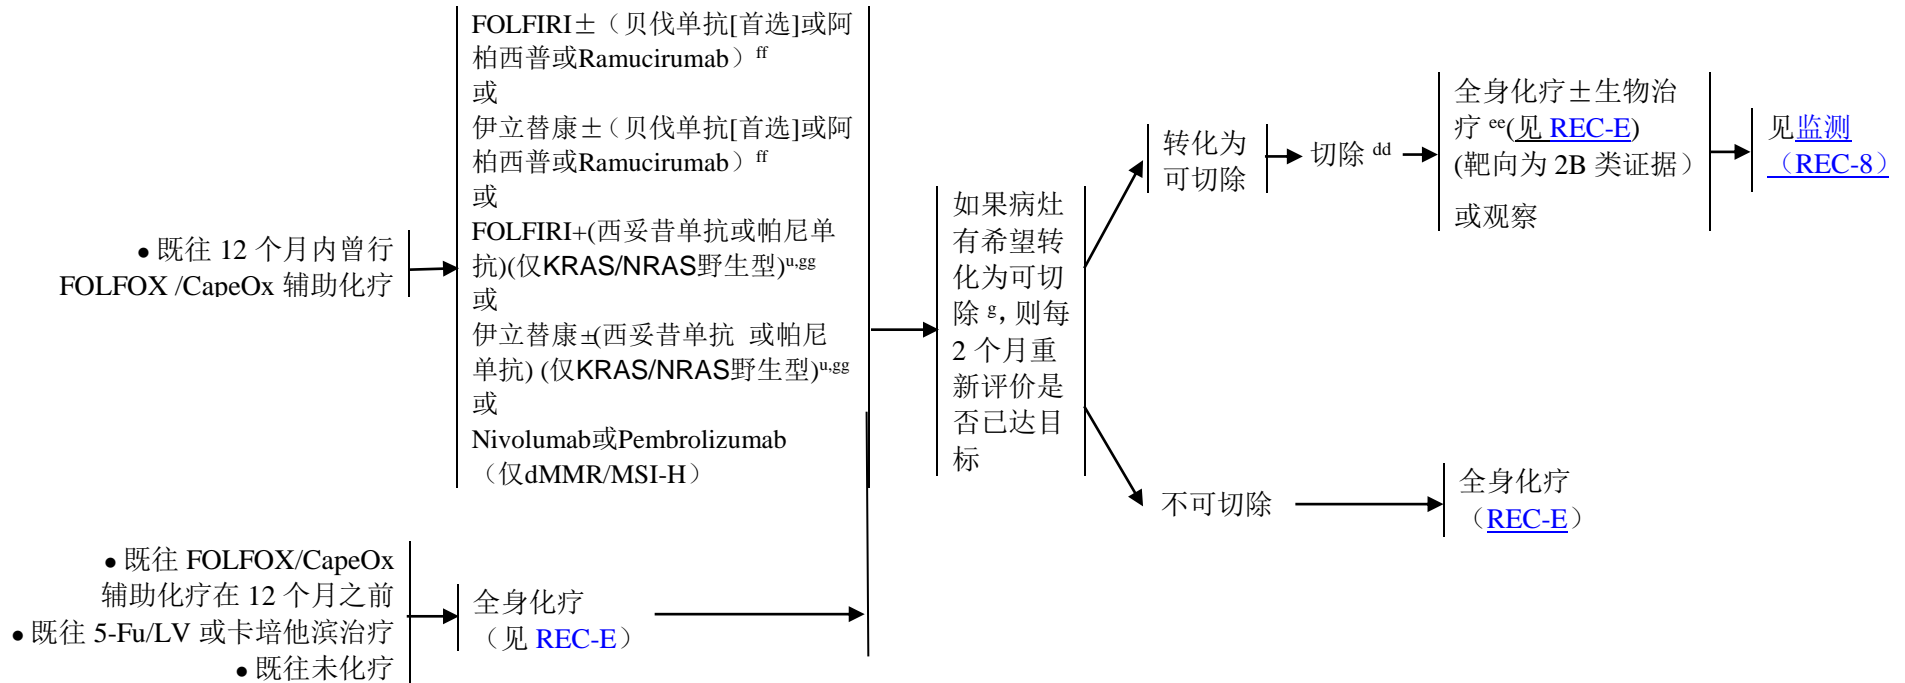 ● 既往 12 个月内曾行
FOLFOX /CapeOx 辅助化疗
FOLFIRI±（贝伐单抗[首选]或阿
柏西普或Ramucirumab）ff
或
伊立替康±（贝伐单抗[首选]或阿
柏西普或Ramucirumab）ff
或
FOLFIRI+(西妥昔单抗或帕尼单
抗)(仅KRAS/NRAS野生型)u,gg
或
伊立替康±(西妥昔单抗 或帕尼
单抗) (仅KRAS/NRAS野生型)u,gg
或
Nivolumab或Pembrolizumab
（仅dMMR/MSI-H）
● 既往 FOLFOX/CapeOx
辅助化疗在 12 个月之前
● 既往 5-Fu/LV 或卡培他滨治疗
● 既往未化疗
全身化疗
（见 REC-E）
如果病灶
有希望转
化为可切
除 g，则每
2 个月重
新评价是
否已达目
标
转化为
可切除
切除 dd
全身化疗±生物治
疗 ee(见 REC-E)
(靶向为 2B 类证据）
或观察
见监测
（REC-8）
不可切除
全身化疗
（REC-E）